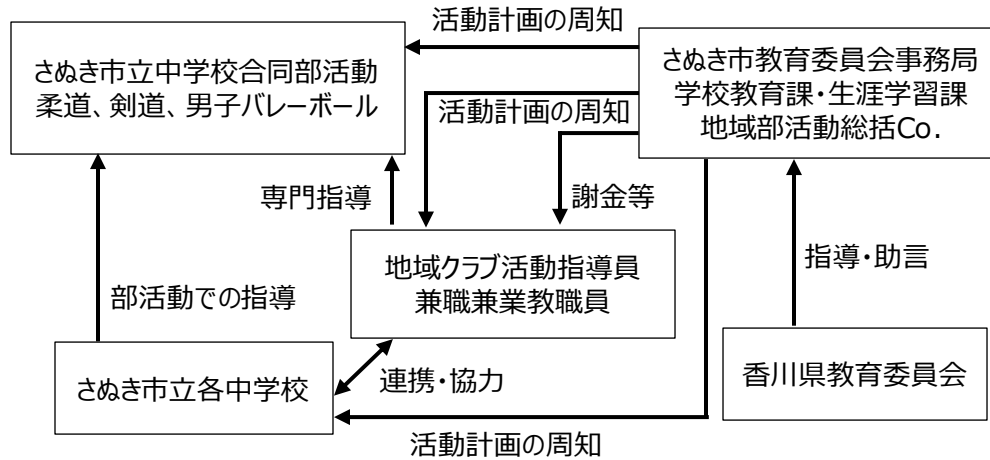 活動計画の周知
さぬき市立中学校合同部活動
柔道、剣道、男子バレーボール
さぬき市教育委員会事務局
学校教育課・生涯学習課
地域部活動総括Co.
活動計画の周知
専門指導
謝金等
地域クラブ活動指導員
兼職兼業教職員
指導・助言
部活動での指導
さぬき市立各中学校
連携・協力
香川県教育委員会
活動計画の周知